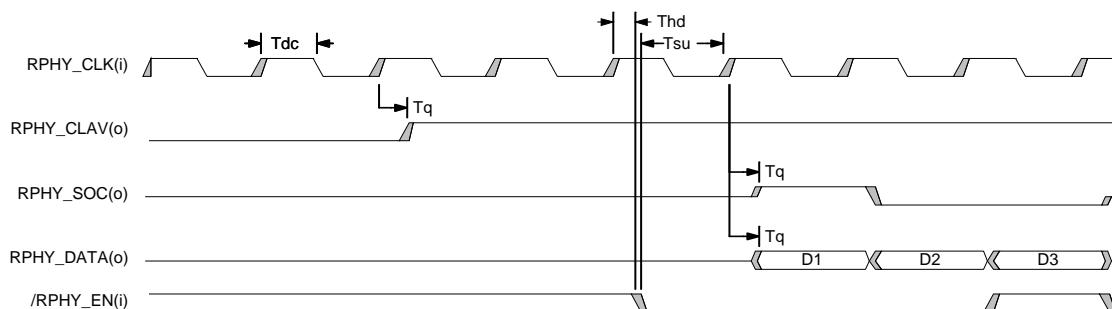 Thd
Tdc
Tsu
RPHY_CLK(i)
Tq
RPHY_CLAV(o)
Tq
RPHY_SOC(o)
Tq
RPHY_DATA(o)
D1
D2
D3
/RPHY_EN(i)